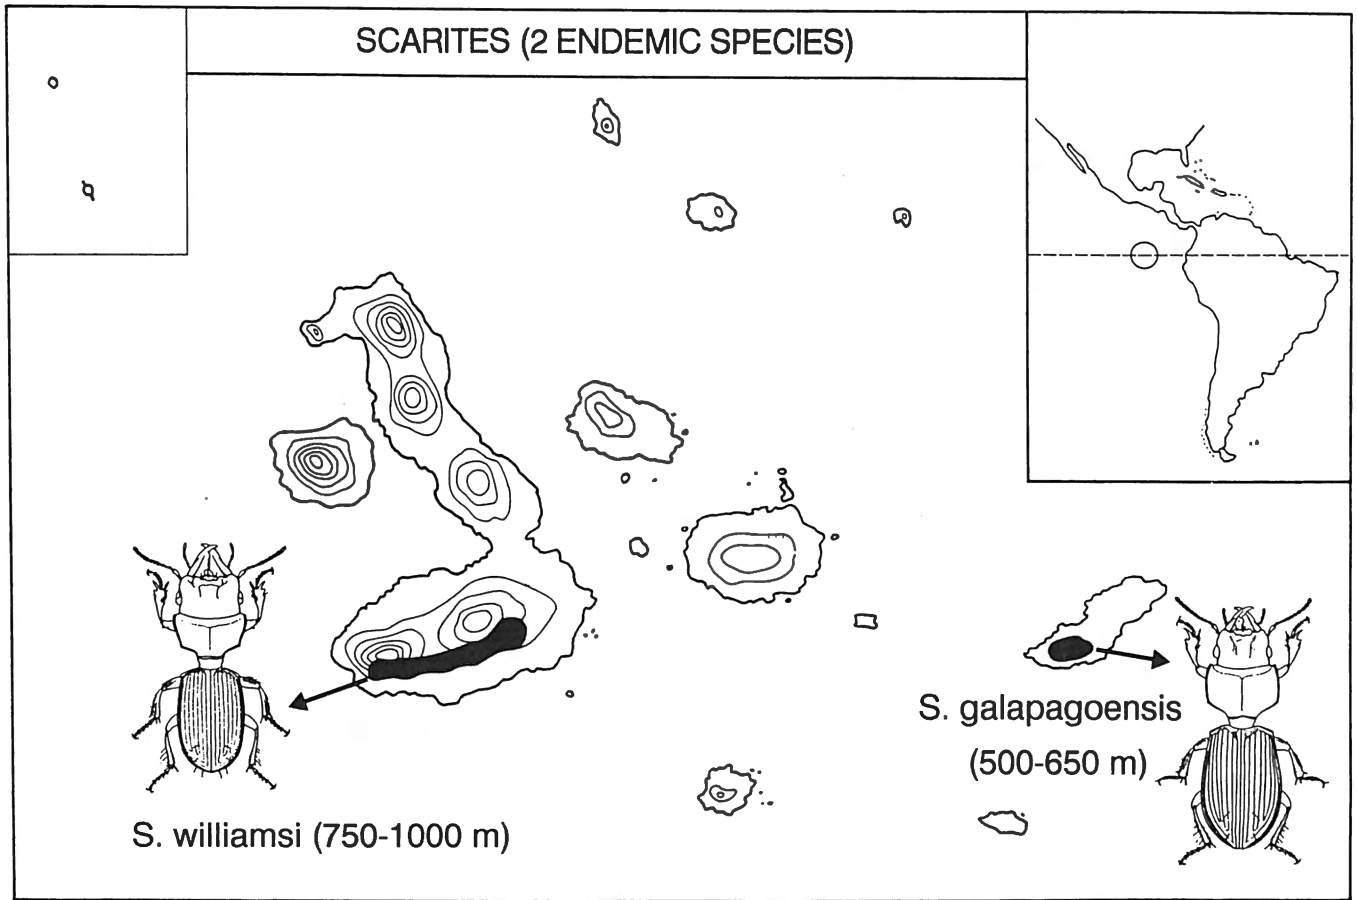 SCARITES (2 ENDEMIC SPECIES)
S. galapagoensis
(500-650 m)
S. williamsi (750-1000 m)